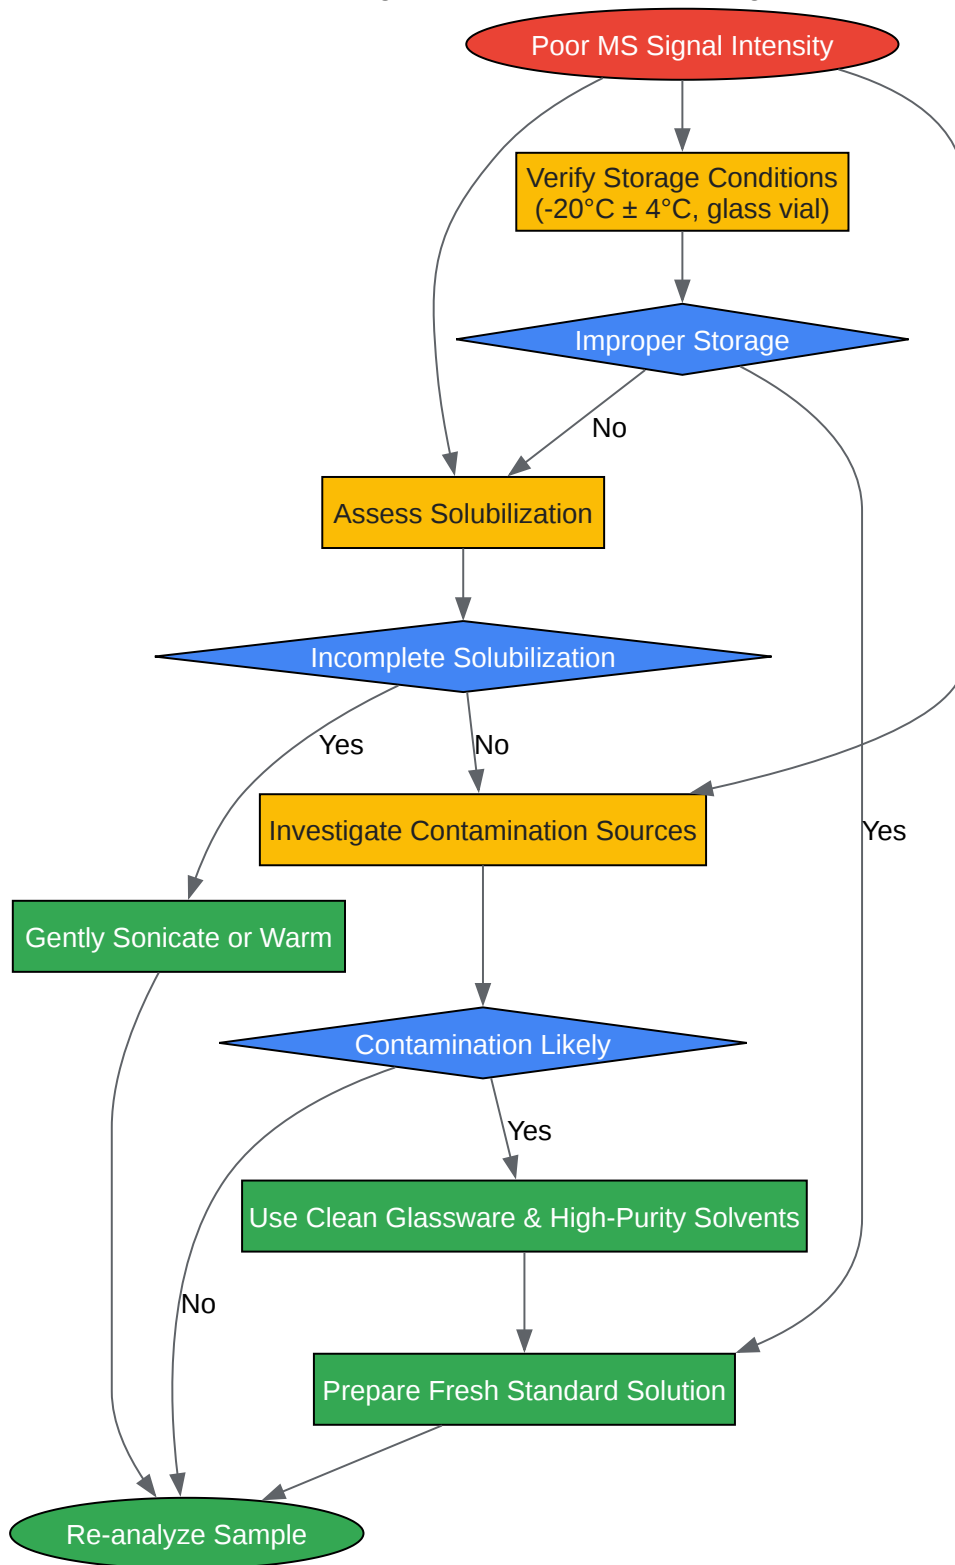 Poor MS Signal Intensity
Verify Storage Conditions
(-20°C ± 4°C, glass vial)
Improper Storage
No
Assess Solubilization
Incomplete Solubilization
Yes
No
Investigate Contamination Sources
Yes
Gently Sonicate or Warm
Contamination Likely
Yes
Use Clean Glassware & High-Purity Solvents
No
Prepare Fresh Standard Solution
Re-analyze Sample